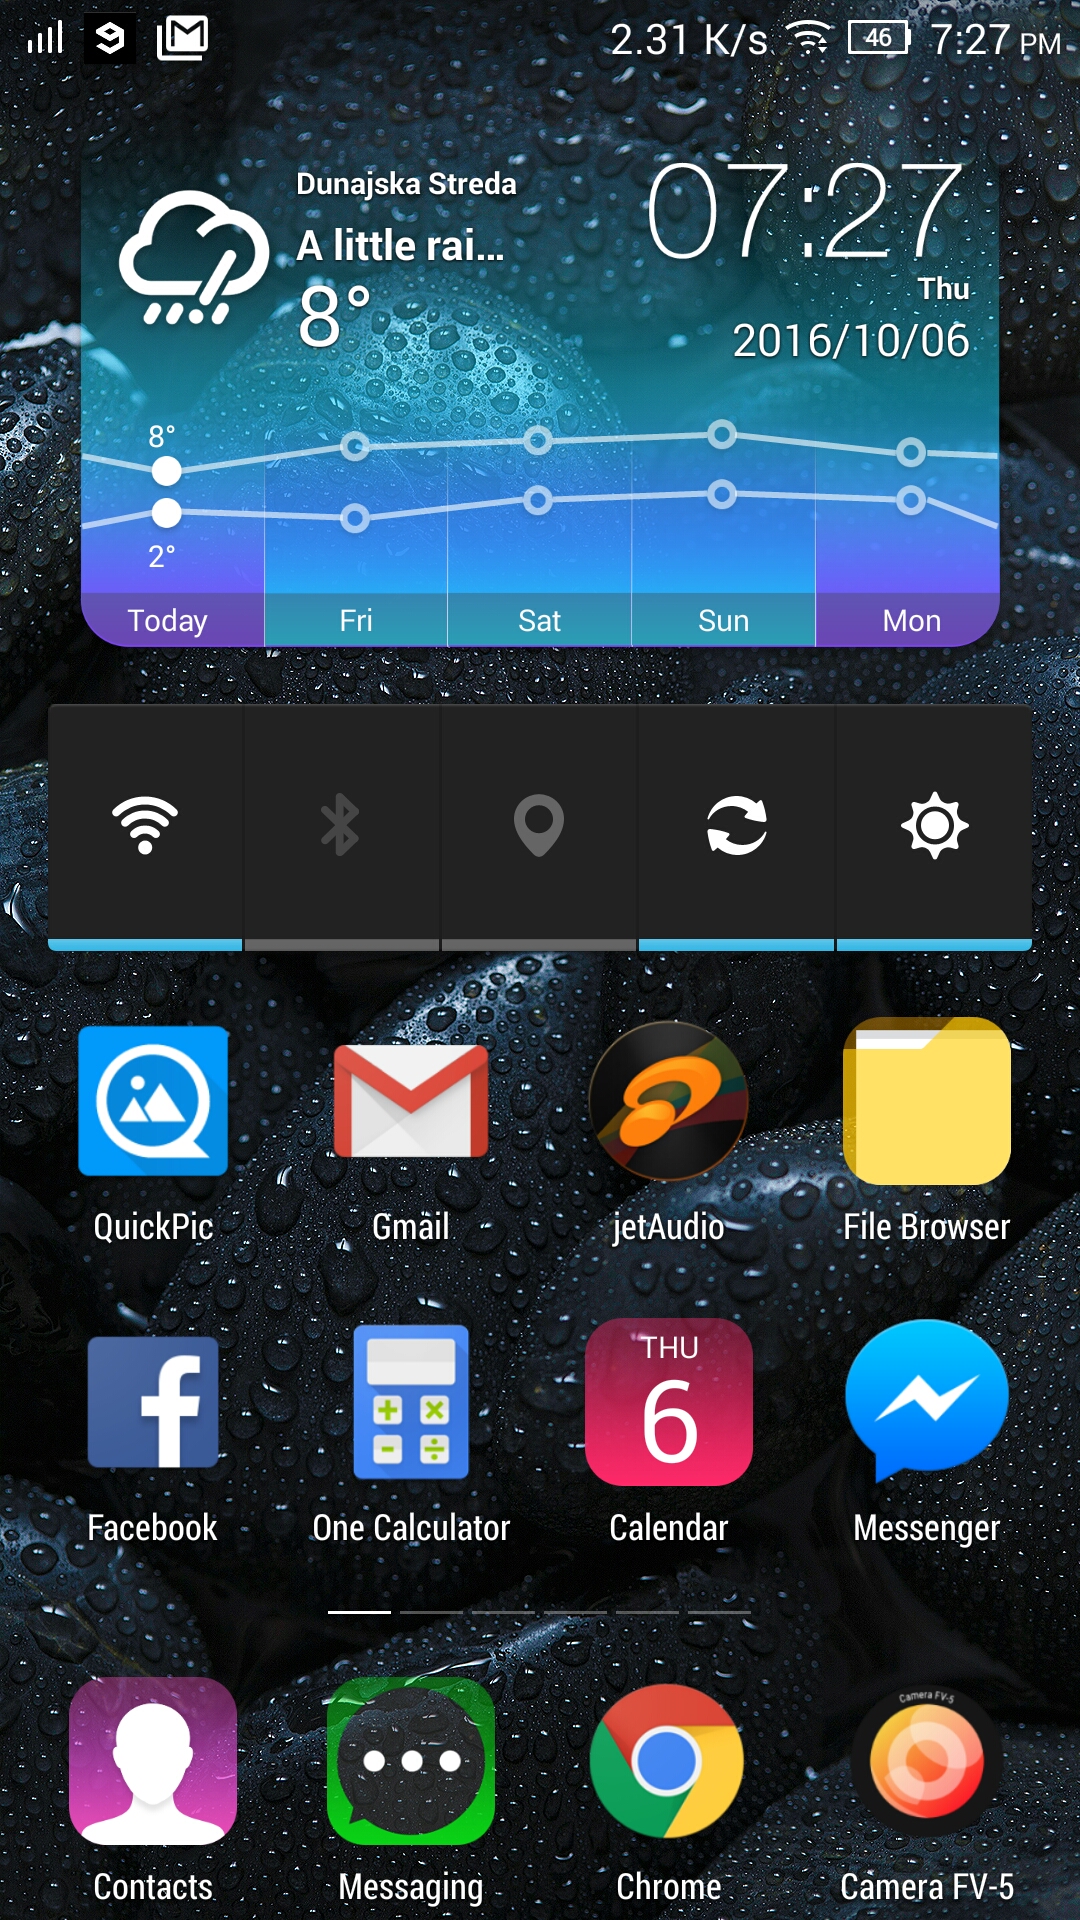 2.31 K/s 46 7:27 PM
Dunajska Streda
A little rai...
8°
07:27
Thu
2016/10/06
8°
2°
Today Fri Sat Sun Mon
QuickPic Gmail jetAudio File Browser
THU
6
Facebook One Calculator Calendar Messenger
Camera FV-5
Contacts Messaging Chrome Camera FV-5